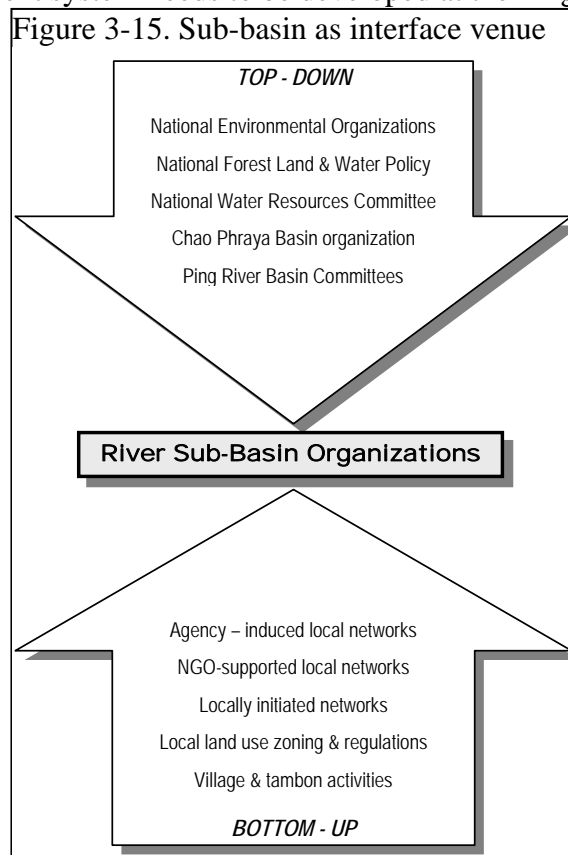 Figure 3-15. Sub-basin as interface venue
TOP - DOWN
National Environmental Organizations
National Forest Land & Water Policy
National Water Resources Committee
Chao Phraya Basin organization
Ping River Basin Committees
River Sub-Basin Organizations
Agency – induced local networks
NGO-supported local networks
Locally initiated networks
Local land use zoning & regulations
Village & tambon activities
BOTTOM - UP